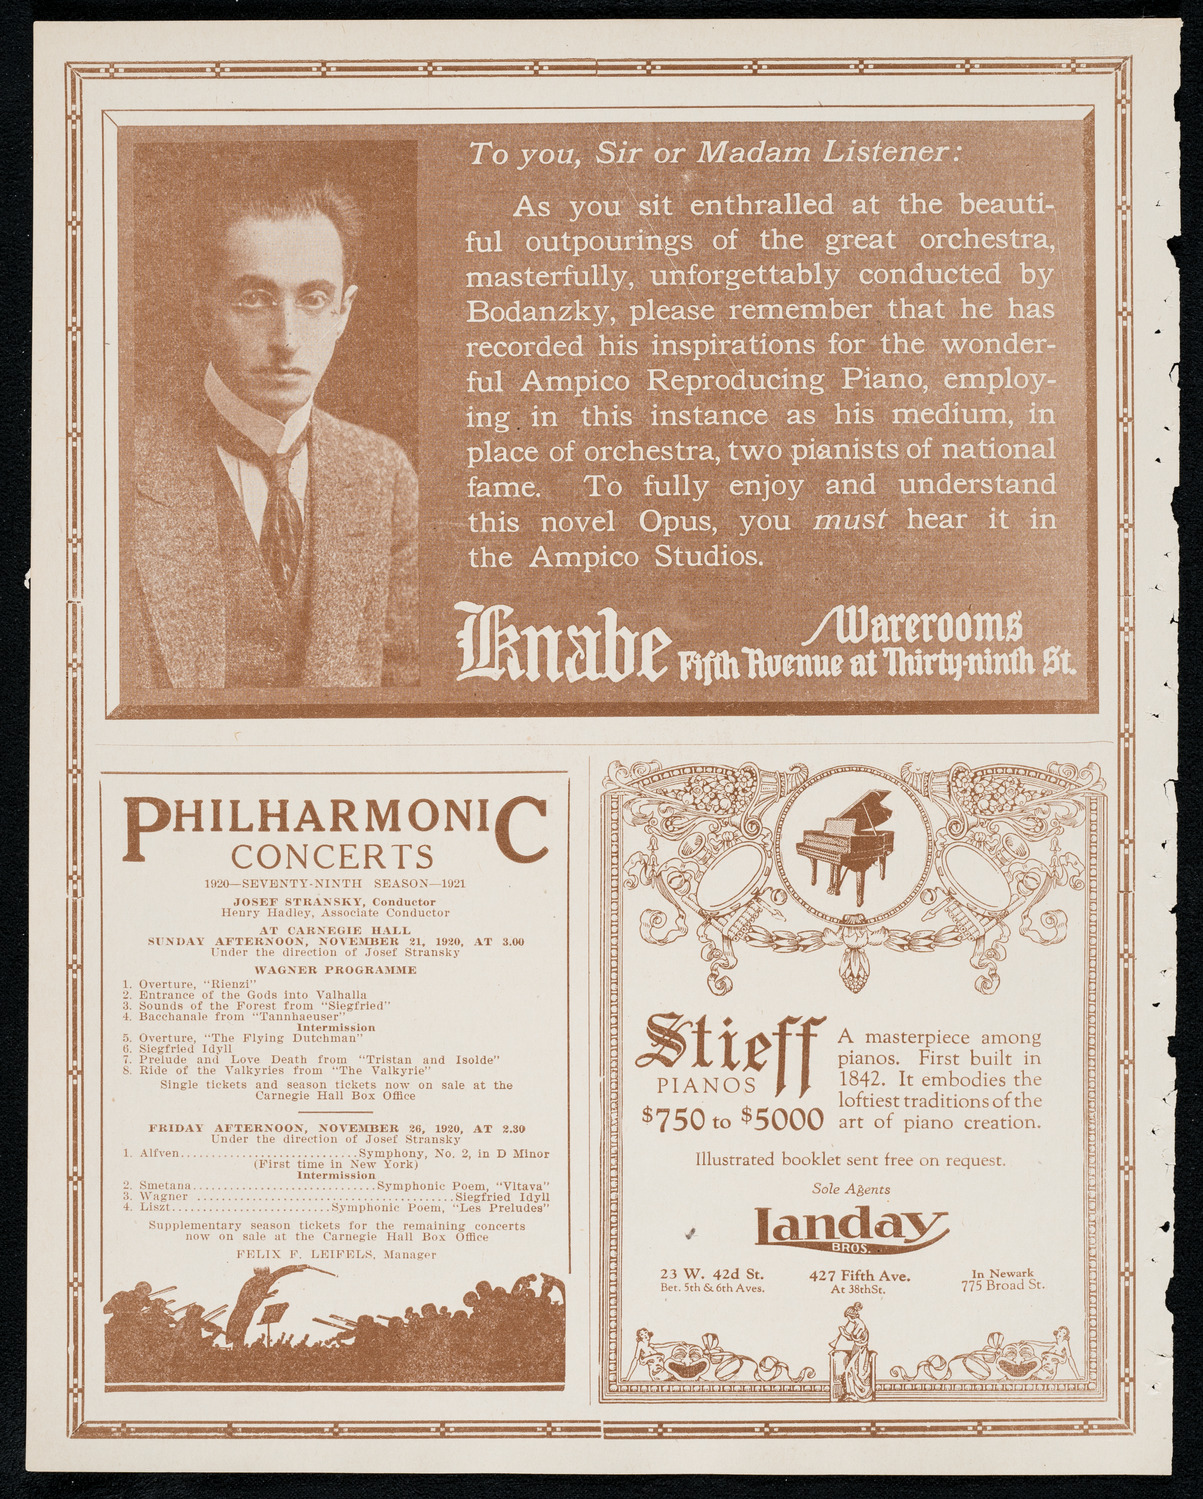 To you, Sir or Madam Listener:
As you sit enthralled at the beauti-
ful outpourings of the great orchestra,
masterfully, unforgettably conducted by
Bodanzky, please remember that he has
recorded his inspirations for the wonder-
ful Ampico Reproducing Piano, employ-
ing in this instance as his medium, in
place of orchestra, two pianists of national
fame. To fully enjoy and understand
this novel Opus, you must hear it in
the Ampico Studios.
Knabe Warerooms
Fifth Avenue at Thirty-ninth St.
PHILHARMONIC
CONCERTS
1920—SEVENTY-NINTH SEASON—1921
JOSEF STRANSKY, Conductor
Henry Hadley, Associate Conductor
AT CARNEGIE HALL
SUNDAY AFTERNOON, NOVEMBER 21, 1920, AT 3.00
Under the direction of Josef Stransky
WAGNER PROGRAMME
1. Overture, "Rienzi"
2. Entrance of the Gods into Valhalla
3. Sounds of the Forest from "Siegfried"
4. Bacchanale from "Tannhaeuser"
Intermission
5. Overture, "The Flying Dutchman"
6. Siegfried Idyll
7. Prelude and Love Death from "Tristan and Isolde"
8. Ride of the Valkyries from "The Valkyrie"
Single tickets and season tickets now on sale at the
Carnegie Hall Box Office
FRIDAY AFTERNOON, NOVEMBER 26, 1920, AT 2.30
Under the direction of Josef Stransky
1. Alfven.............................Symphony, No. 2, in D Minor
(First time in New York)
Intermission
2. Smetana..............................Symphonic Poem, "Vltava"
3. Wagner ..........................................Siegfried Idyll
4. Liszt..........................Symphonic Poem, "Les Preludes"
Supplementary season tickets for the remaining concerts
now on sale at the Carnegie Hall Box Office
FELIX F. LEIFELS, Manager
Stieff
PIANOS
$750 to $5000
A masterpiece among
pianos. First built in
1842. It embodies the
loftiest traditions of the
art of piano creation.
Illustrated booklet sent free on request.
Sole Agents
Landay
BROS.
23 W. 42d St.
Bet. 5th & 6th Aves.
427 Fifth Ave.
At 38th St.
In Newark
775 Broad St.